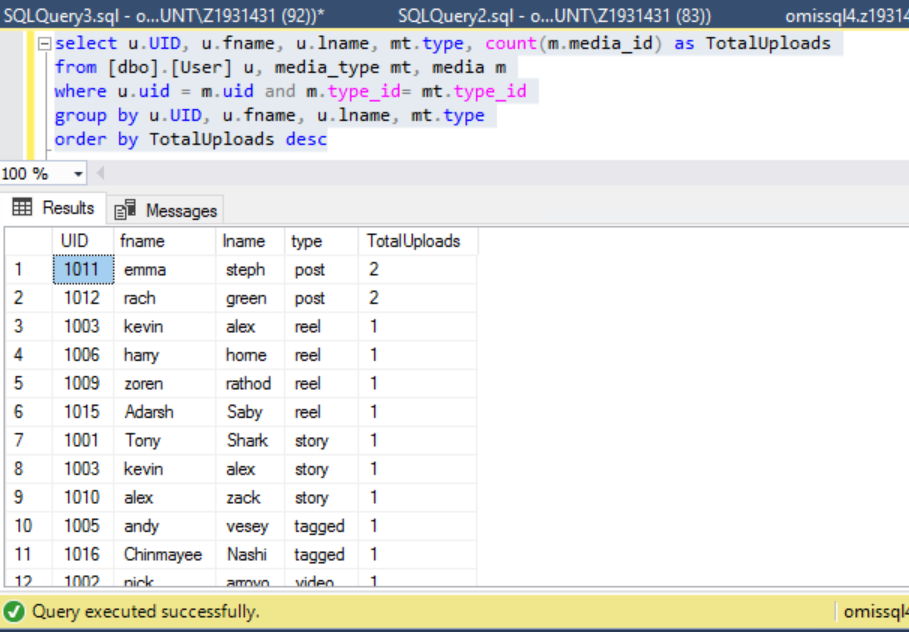 SQLQuery3.sql - o...UNT\Z1931431 (92))* SQLQuery2.sql - o...UNT\Z1931431 (83)) omissql4.z19314
select u.UID, u.fname, u.lname, mt.type, count(m.media_id) as TotalUploads
from [dbo].[User] u, media_type mt, media m
where u.uid = m.uid and m.type_id= mt.type_id
group by u.UID, u.fname, u.lname, mt.type
order by TotalUploads desc
100 %
Results Messages
UID fname lname type TotalUploads
1 1011 emma steph post 2
2 1012 rach green post 2
3 1003 kevin alex reel 1
4 1006 harry home reel 1
5 1009 zoren rathod reel 1
6 1015 Adarsh Saby reel 1
7 1001 Tony Shark story 1
8 1003 kevin alex story 1
9 1010 alex zack story 1
10 1005 andy vesey tagged 1
11 1016 Chinmayee Nashi tagged 1
12 1002 nick arroyo video 1
Query executed successfully. omissql4